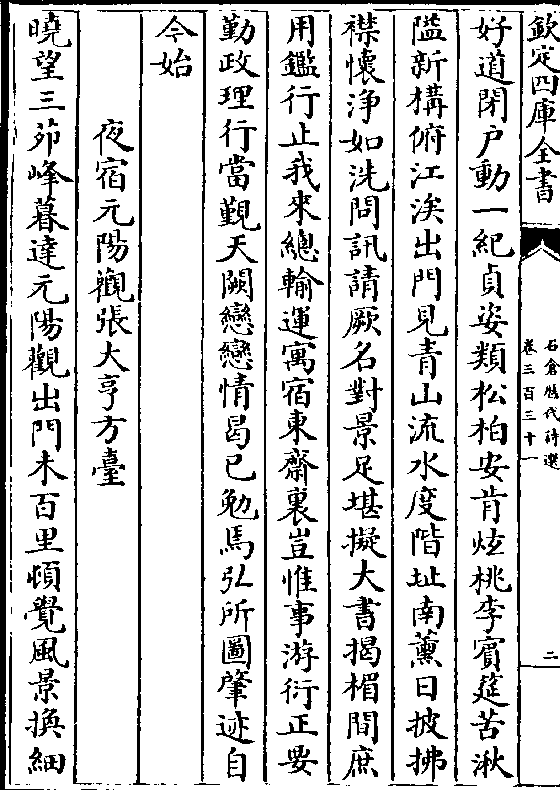 欽定四庫全書
石倉歷代詩選
卷三百三十一
二
好道閉户動一紀貞姿類松柏安肯炫桃李賓筵苦湫
隘新構俯江涘出門見青山流水度階址南薰日披拂
襟懷淨如洗問訊請厥名對景足堪擬大書揭楣間庶
用鑑行止我來總輸運寓宿東齋裏豈惟事游衍正要
勤政理行當覲天闕戀戀情曷已勉焉弘所圖肇迹自
今始
夜宿元陽觀張大亨方臺
曉望三茆峰暮達元陽觀出門未百里頓覺風景換細